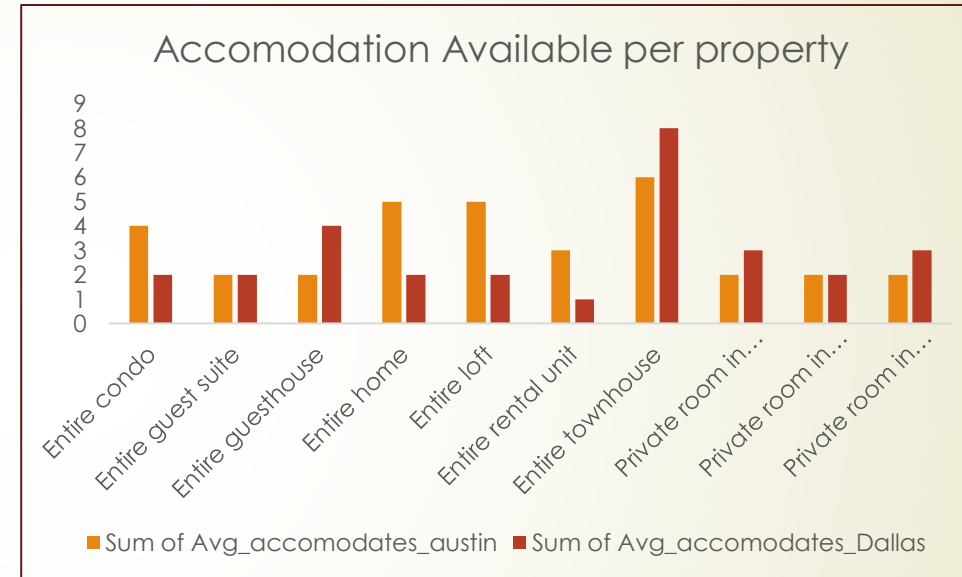 Accomodation Available per property
9
8
7
6
5
4
3
2
1
0
Entire condo
Entire guest suite
Entire guesthouse
Entire home
Entire loft
Entire rental unit
Entire townhouse
Private room in...
Private room in...
Private room in...
Sum of Avg_accomodates_austin Sum of Avg_accomodates_Dallas